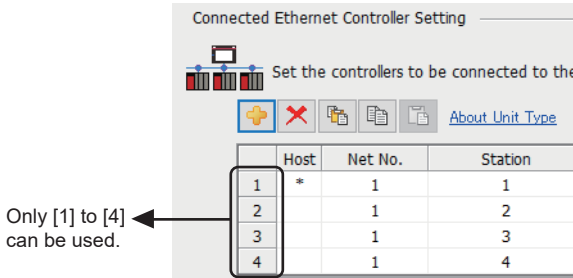 Connected Ethernet Controller Setting
Set the controllers to be connected to the
About Unit Type
Host Net No. Station
1 * 1 1
2 1 2
3 1 3
4 1 4
Only [1] to [4]
can be used.